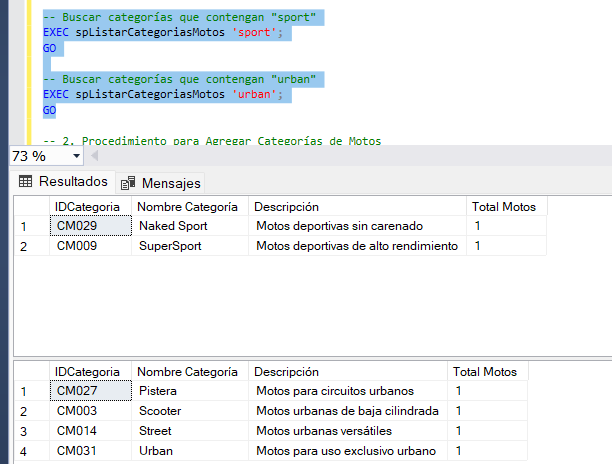 -- Buscar categorías que contengan "sport"
EXEC spListarCategoriasMotos 'sport';
GO
-- Buscar categorías que contengan "urban"
EXEC spListarCategoriasMotos 'urban';
GO
-- 2. Procedimiento para Agregar Categorías de Motos
73 %
Resultados Mensajes
IDCategoria Nombre Categoría Descripción Total Motos
1 CM029 Naked Sport Motos deportivas sin carenado 1
2 CM009 SuperSport Motos deportivas de alto rendimiento 1
IDCategoria Nombre Categoría Descripción Total Motos
1 CM027 Pistera Motos para circuitos urbanos 1
2 CM003 Scooter Motos urbanas de baja cilindrada 1
3 CM014 Street Motos urbanas versátiles 1
4 CM031 Urban Motos para uso exclusivo urbano 1